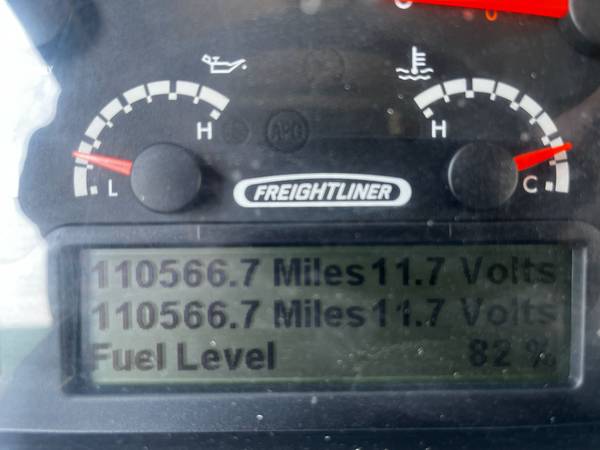 H
H
L
C
FREIGHTLINER
110566.7 Miles 11.7 Volts
110566.7 Miles 11.7 Volts
Fuel Level 82 %